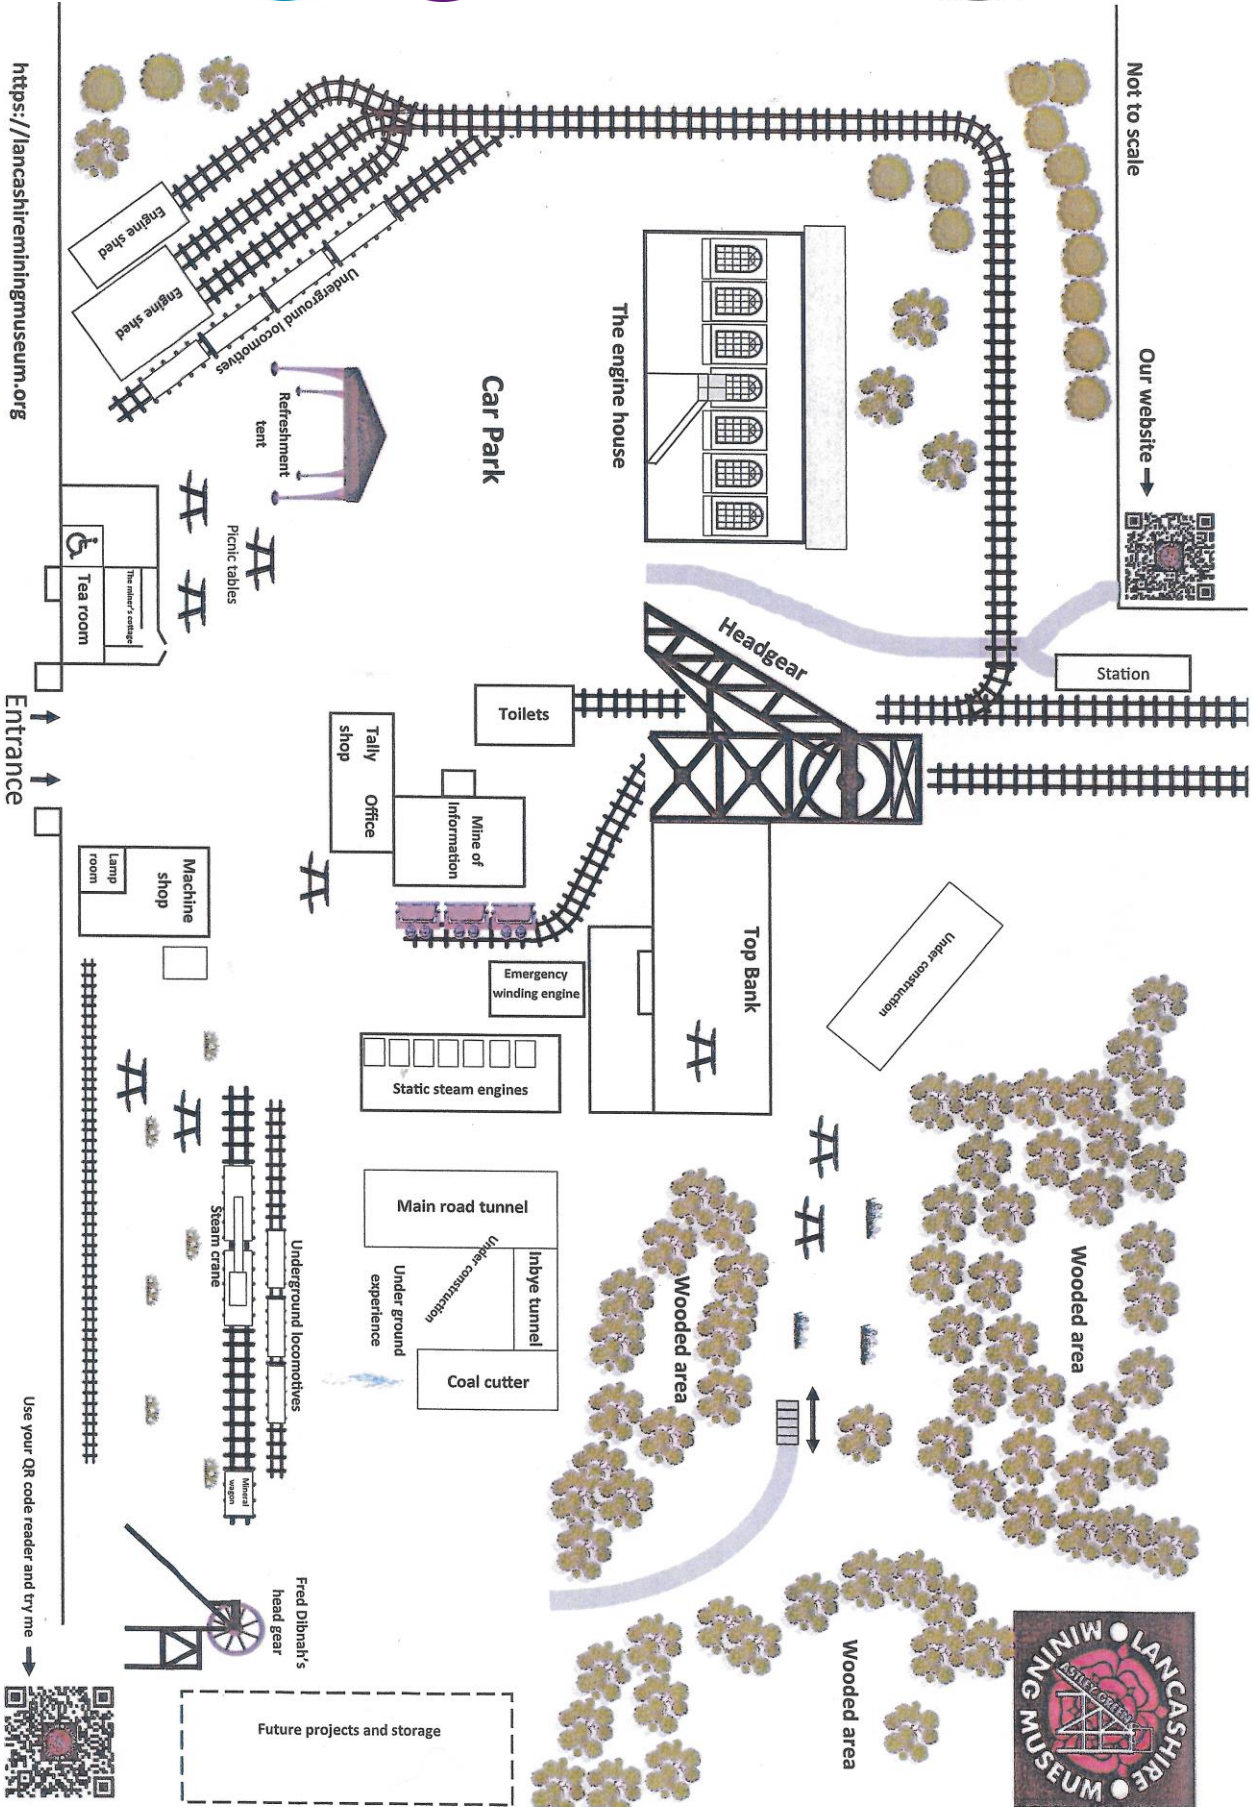 Not to scale
Our website
https://lancashireminingmuseum.org
Engine shed
Engine shed
Underground locomotives
Refreshment
tent
Car Park
The engine house
Picnic tables
The miner's cottage
Tea room
Headgear
Station
Toilets
Entrance
Tally
shop
Office
Mine of
Information
Machine
shop
Lamp
room
Top Bank
Under construction
Emergency
winding engine
Static steam engines
Main road tunnel
Inbye tunnel
Under construction
Under ground
experience
Coal cutter
Wooded area
Wooded area
Wooded area
Underground locomotives
Steam crane
Mineral
wagon
Fred Dibnah's
head gear
Future projects and storage
Use your QR code reader and try me
LANCASHIRE
MINING MUSEUM
ASTLEY GREEN